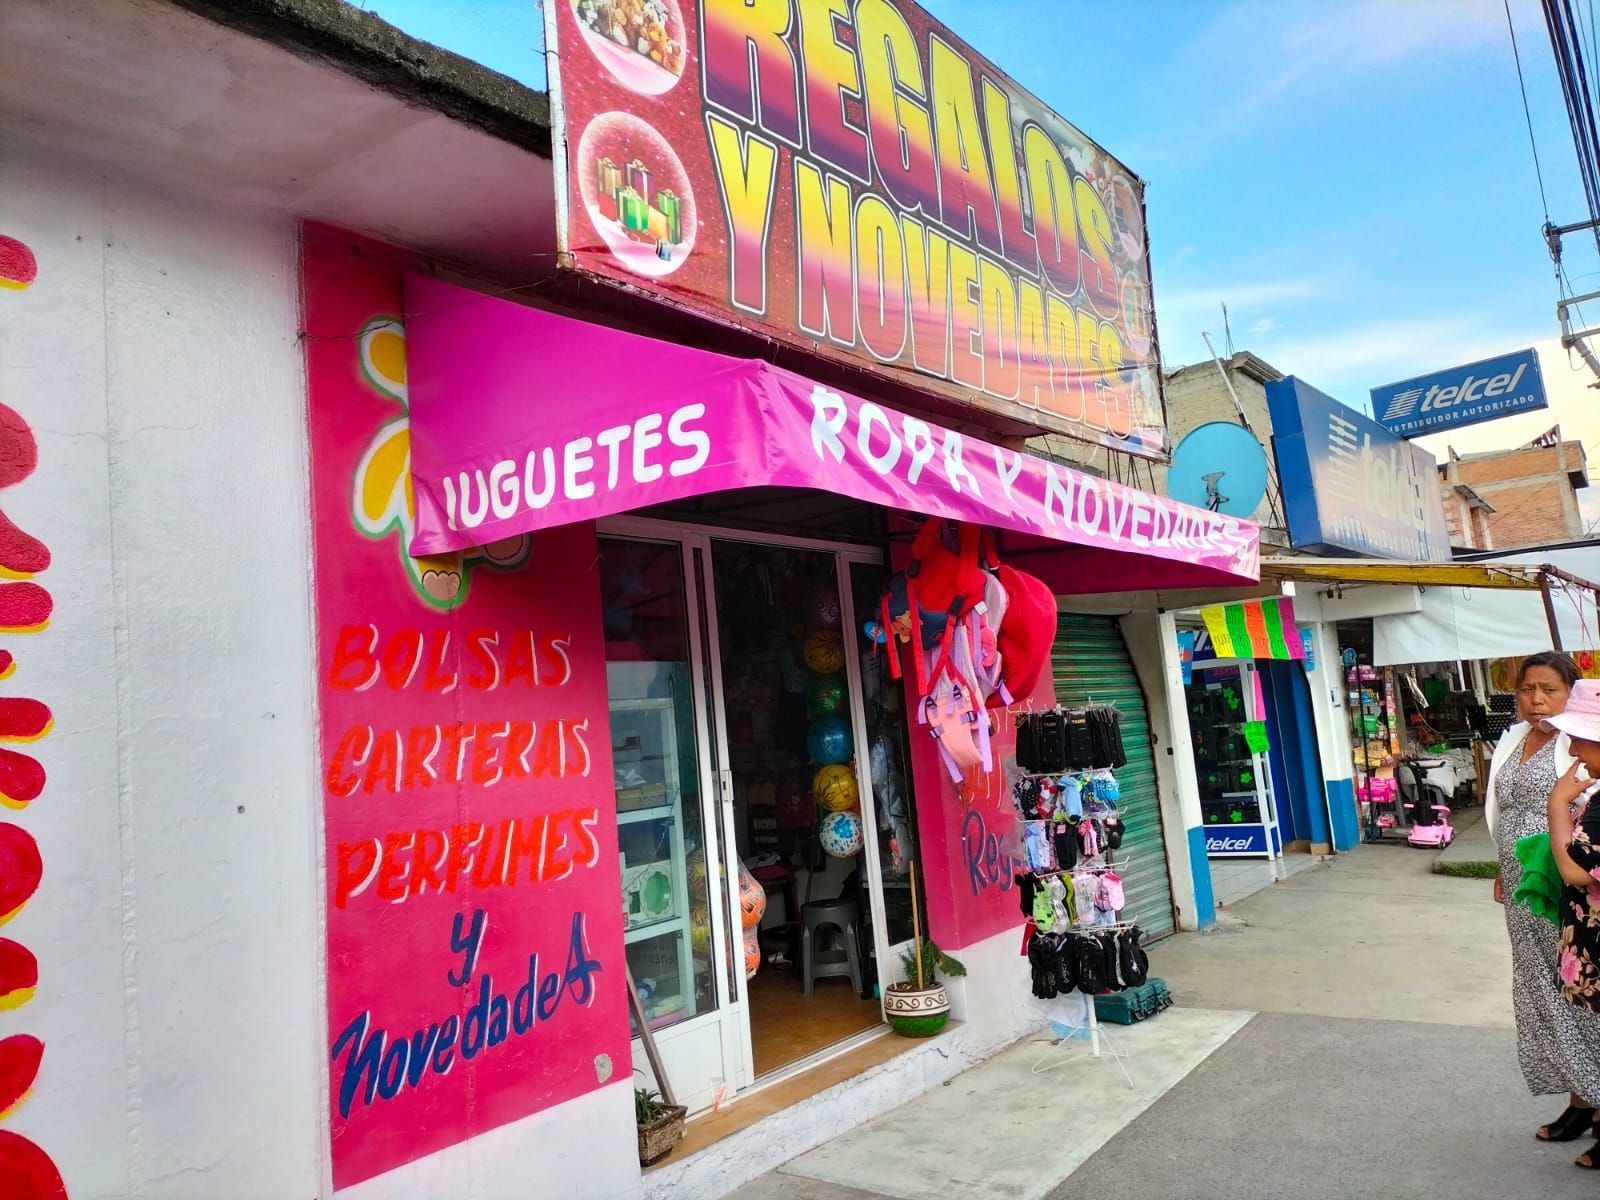 REGALOS
Y NOVEDADES
JUGUETES
ROPA Y NOVEDADES
BOLSAS
CARTERAS
PERFUMES
y
NovedadeS
telcel
DISTRIBUIDOR AUTORIZADO
telcel
telcel